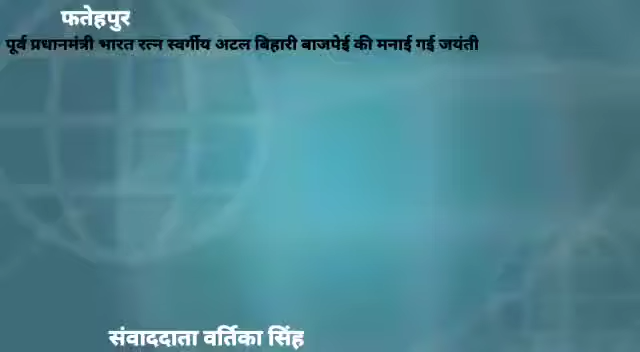 फतेहपुर
पूर्व प्रधानमंत्री भारत रत्न स्वर्गीय अटल बिहारी बाजपेई की मनाई गई जयंती
संवाददाता वर्तिका सिंह